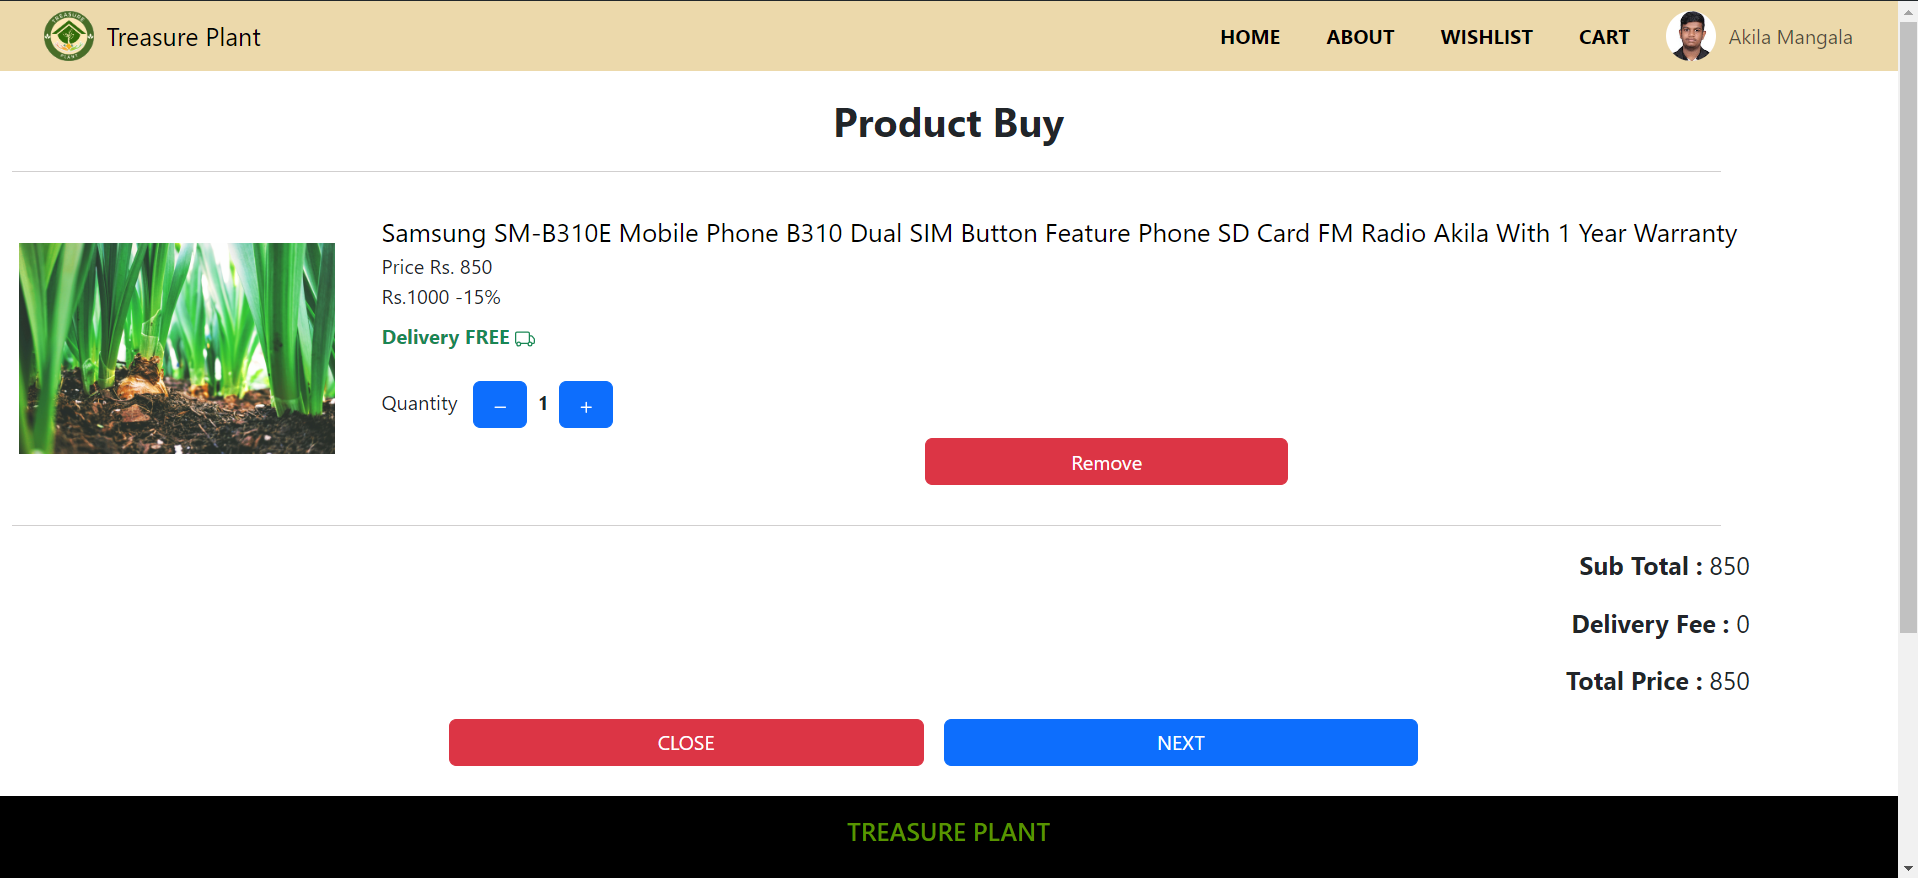 TREASURE
PLANT
Treasure Plant
HOME
ABOUT
WISHLIST
CART
Akila Mangala
Product Buy
Samsung SM-B310E Mobile Phone B310 Dual SIM Button Feature Phone SD Card FM Radio Akila With 1 Year Warranty
Price Rs. 850
Rs.1000 -15%
Delivery FREE
Quantity − 1 +
Remove
Sub Total : 850
Delivery Fee : 0
Total Price : 850
CLOSE
NEXT
TREASURE PLANT